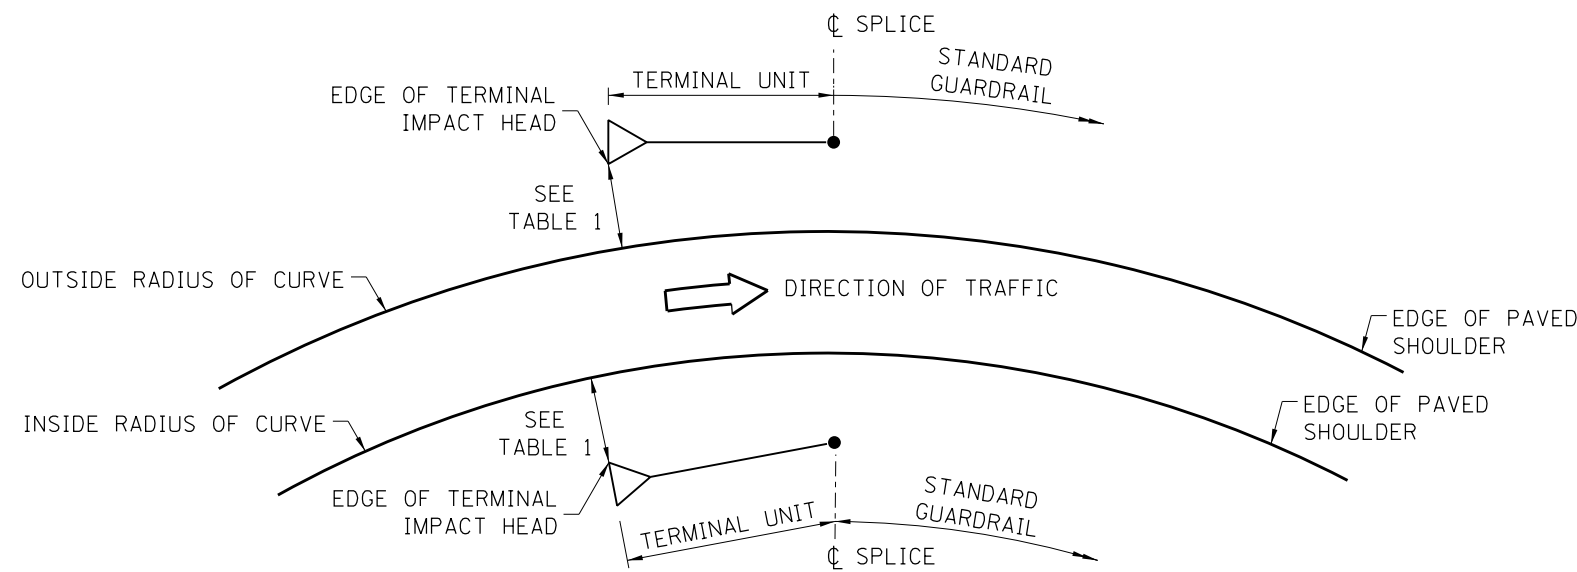 ℄ SPLICE
STANDARD
GUARDRAIL
TERMINAL UNIT
EDGE OF TERMINAL
IMPACT HEAD
SEE
TABLE 1
OUTSIDE RADIUS OF CURVE
DIRECTION OF TRAFFIC
EDGE OF PAVED
SHOULDER
INSIDE RADIUS OF CURVE
SEE
TABLE 1
EDGE OF PAVED
SHOULDER
EDGE OF TERMINAL
IMPACT HEAD
TERMINAL UNIT
STANDARD
GUARDRAIL
℄ SPLICE